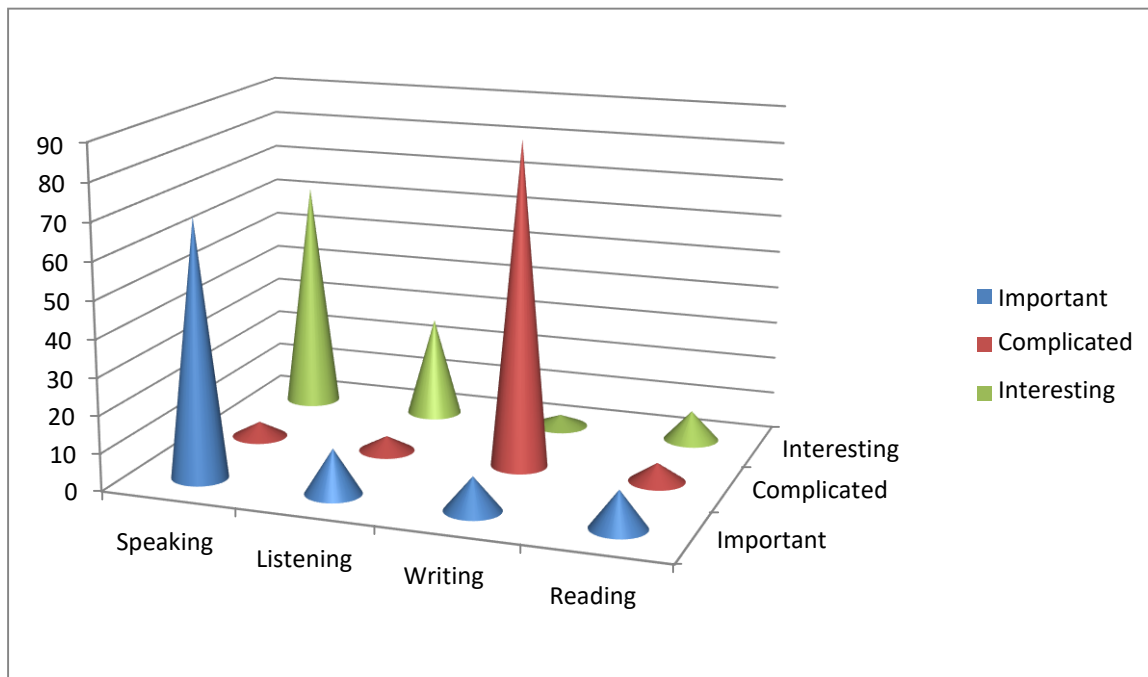 90
80
70
60
50
40
30
20
10
0
Speaking
Listening
Writing
Reading
Interesting
Complicated
Important
Important
Complicated
Interesting